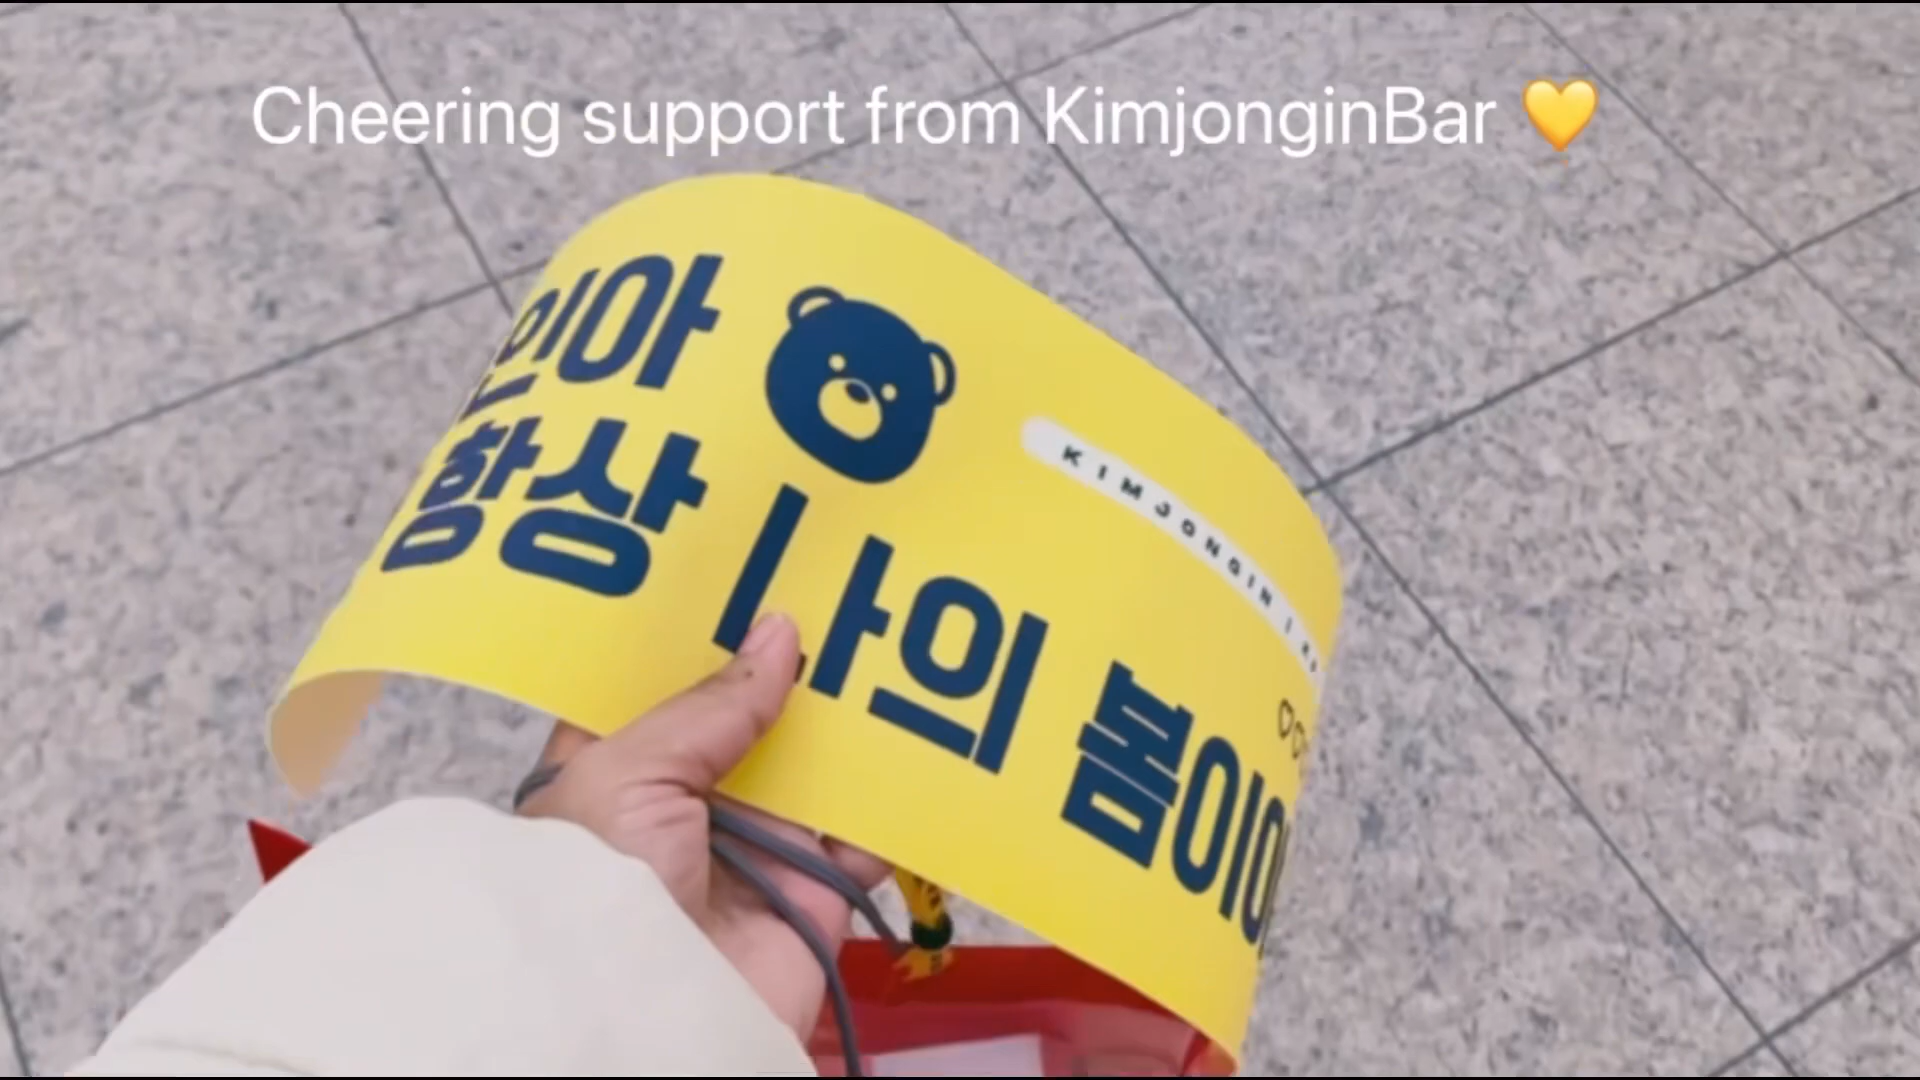 Cheering support from KimjonginBar 💛
인아
항상 나의 봄이
KIMJONGIN